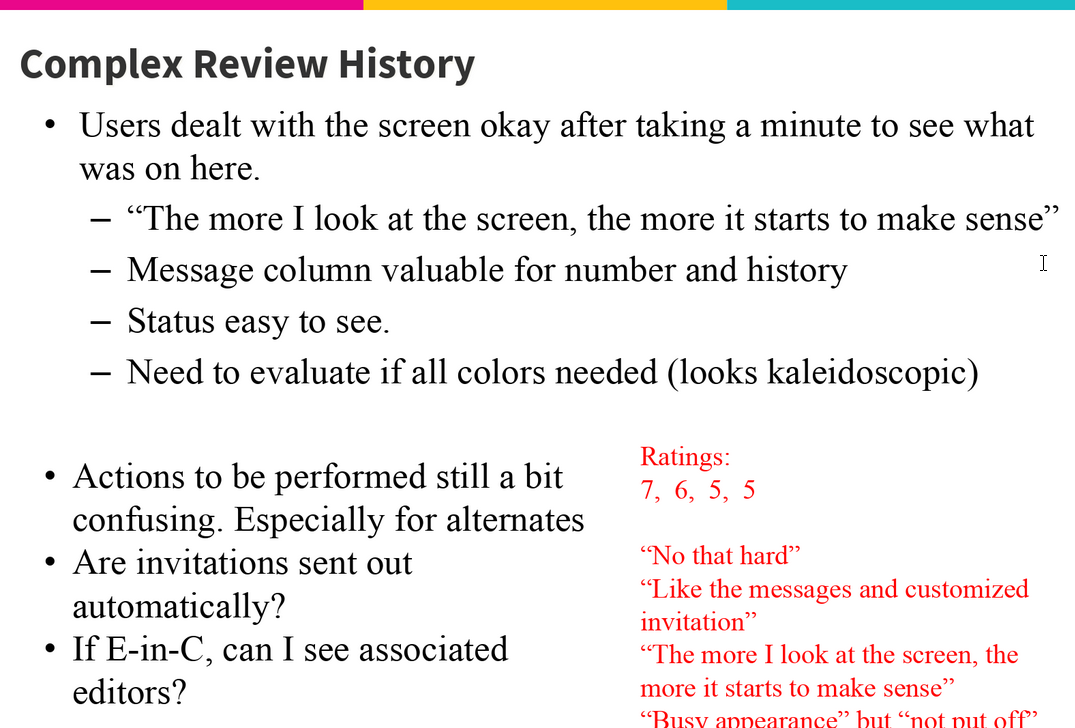 Complex Review History
• Users dealt with the screen okay after taking a minute to see what
was on here.
– “The more I look at the screen, the more it starts to make sense”
– Message column valuable for number and history
– Status easy to see.
– Need to evaluate if all colors needed (looks kaleidoscopic)
• Actions to be performed still a bit
confusing. Especially for alternates
• Are invitations sent out
automatically?
• If E-in-C, can I see associated
editors?
Ratings:
7, 6, 5, 5
“No that hard”
“Like the messages and customized
invitation”
“The more I look at the screen, the
more it starts to make sense”
“Busy appearance” but “not put off”